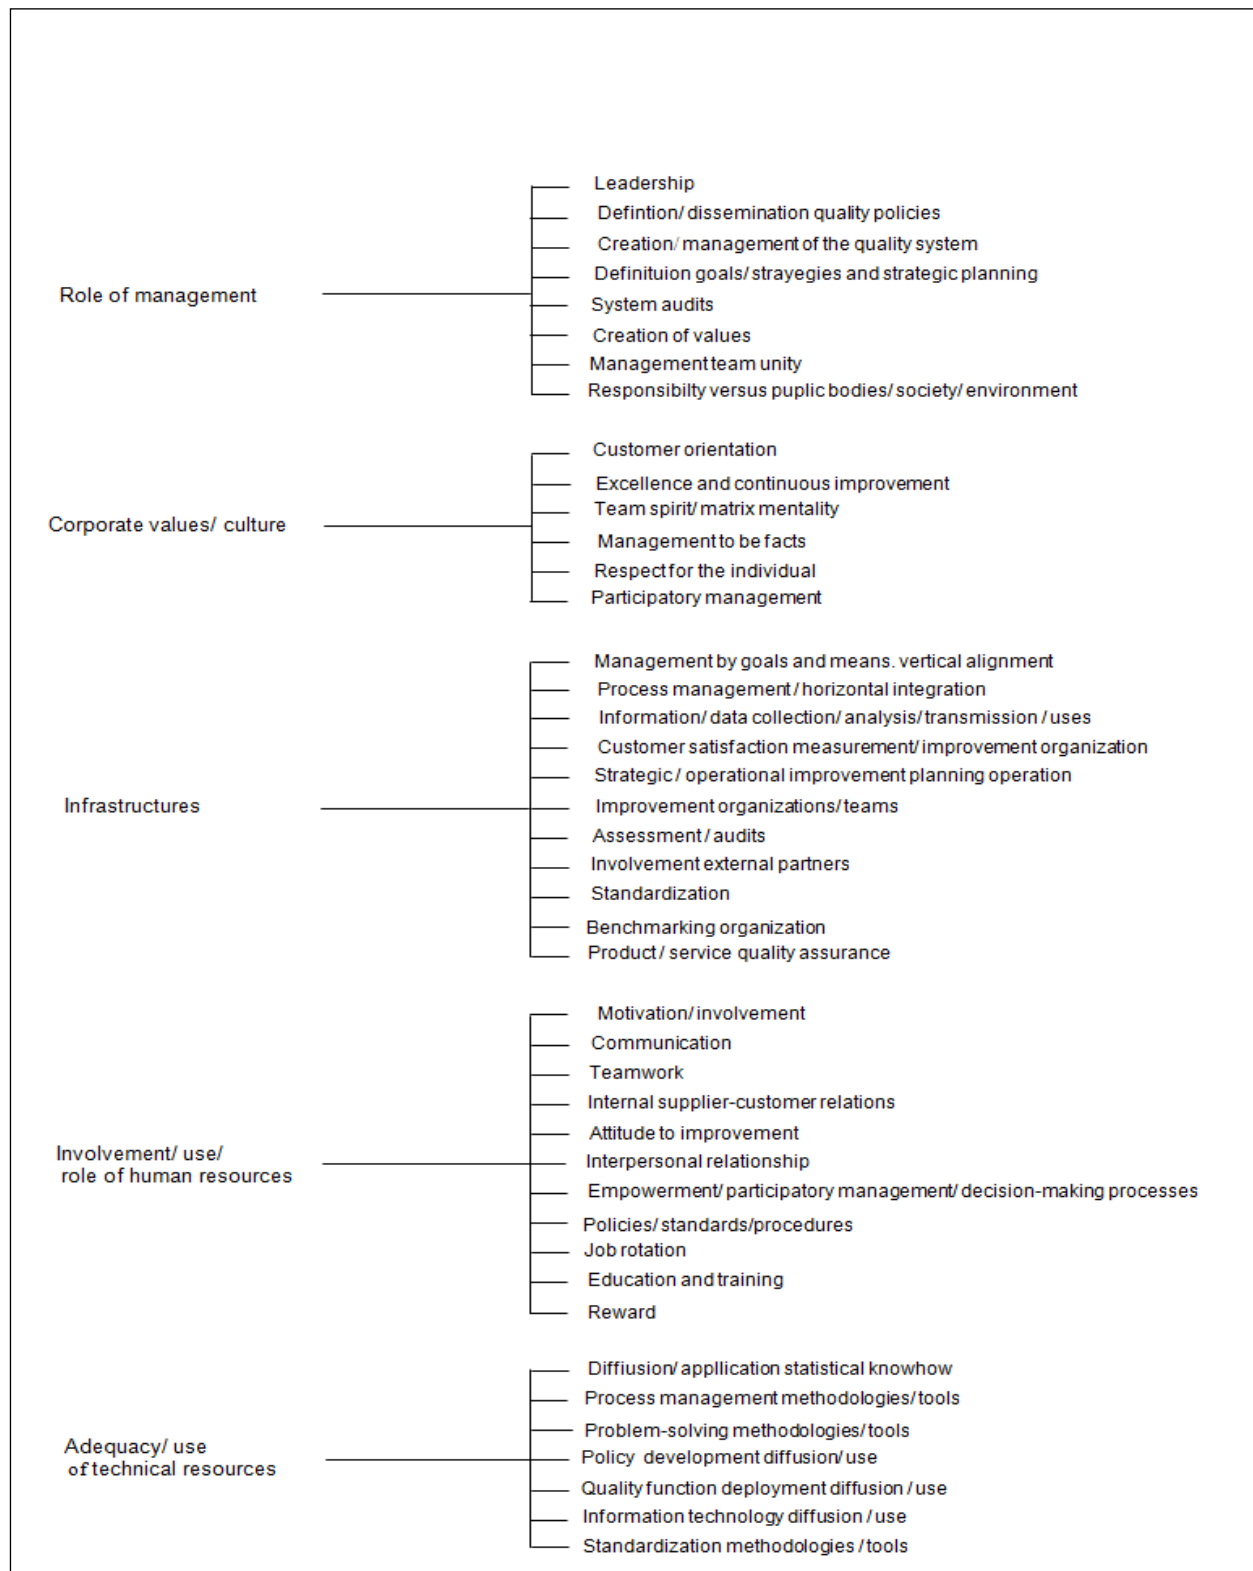 Role of management
Leadership
Defintion/ dissemination quality policies
Creation/ management of the quality system
Definituion goals/ strayegies and strategic planning
System audits
Creation of values
Management team unity
Responsibilty versus puplic bodies/ society/ environment
Corporate values/ culture
Customer orientation
Excellence and continuous improvement
Team spirit/ matrix mentality
Management to be facts
Respect for the individual
Participatory management
Infrastructures
Management by goals and means. vertical alignment
Process management / horizontal integration
Information/ data collection/ analysis/ transmission / uses
Customer satisfaction measurement/ improvement organization
Strategic / operational improvement planning operation
Improvement organizations/ teams
Assessment / audits
Involvement external partners
Standardization
Benchmarking organization
Product / service quality assurance
Involvement/ use/
role of human resources
Motivation/ involvement
Communication
Teamwork
Internal supplier-customer relations
Attitude to improvement
Interpersonal relationship
Empowerment/ participatory management/ decision-making processes
Policies/ standards/procedures
Job rotation
Education and training
Reward
Adequacy/ use
of technical resources
Diffiusion/ appllication statistical knowhow
Process management methodologies/ tools
Problem-solving methodologies/ tools
Policy development diffusion/ use
Quality function deployment diffusion / use
Information technology diffusion / use
Standardization methodologies / tools